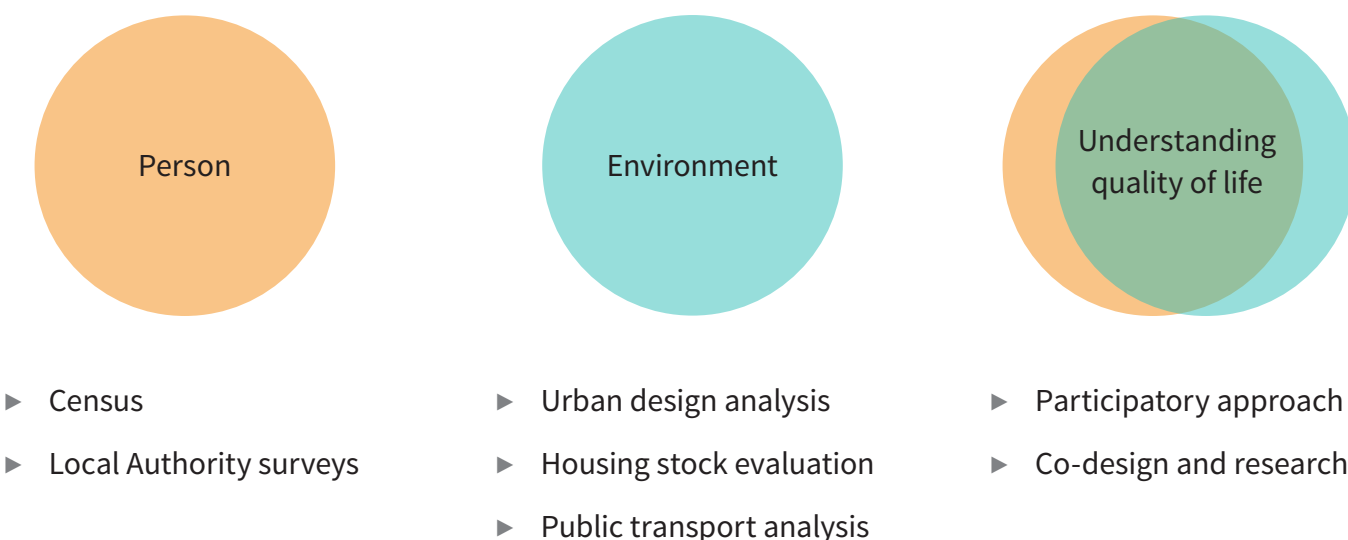 Person
Environment
Understanding
quality of life
► Census
► Local Authority surveys
► Urban design analysis
► Housing stock evaluation
► Public transport analysis
► Participatory approach
► Co-design and research